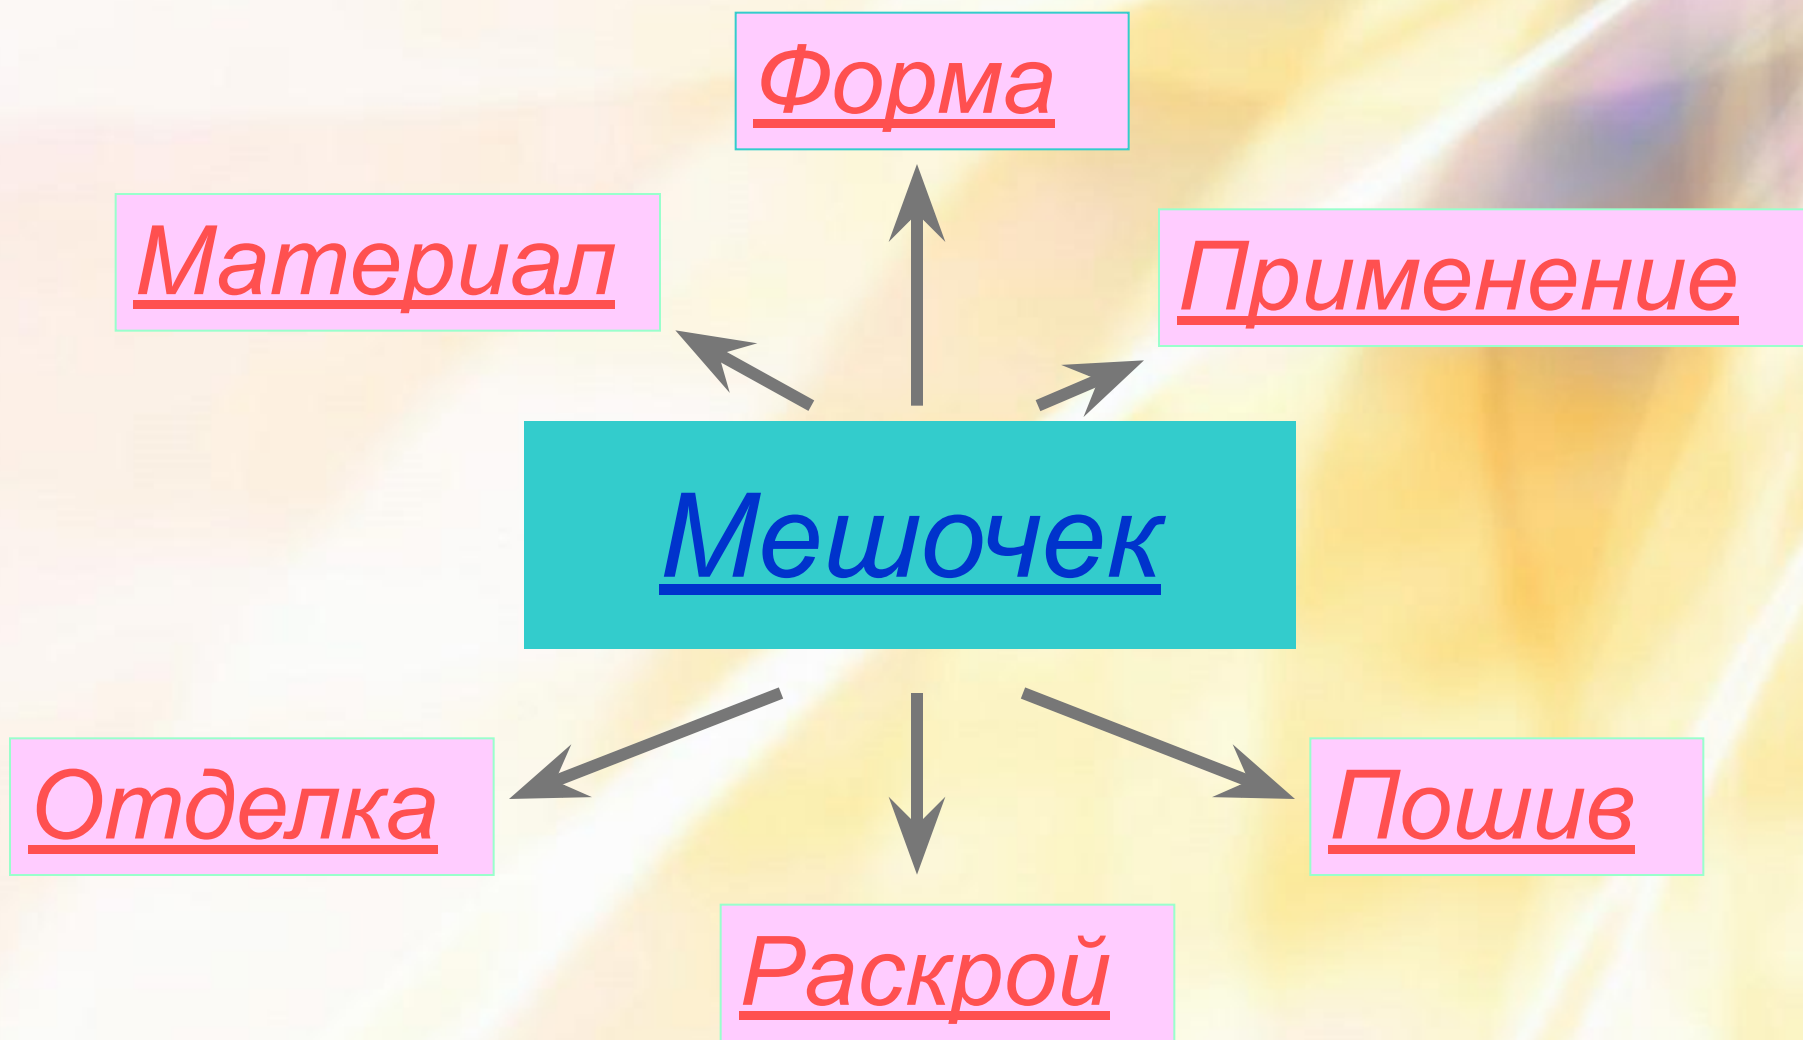 Форма
Материал
Применение
Мешочек
Отделка
Пошив
Раскрой